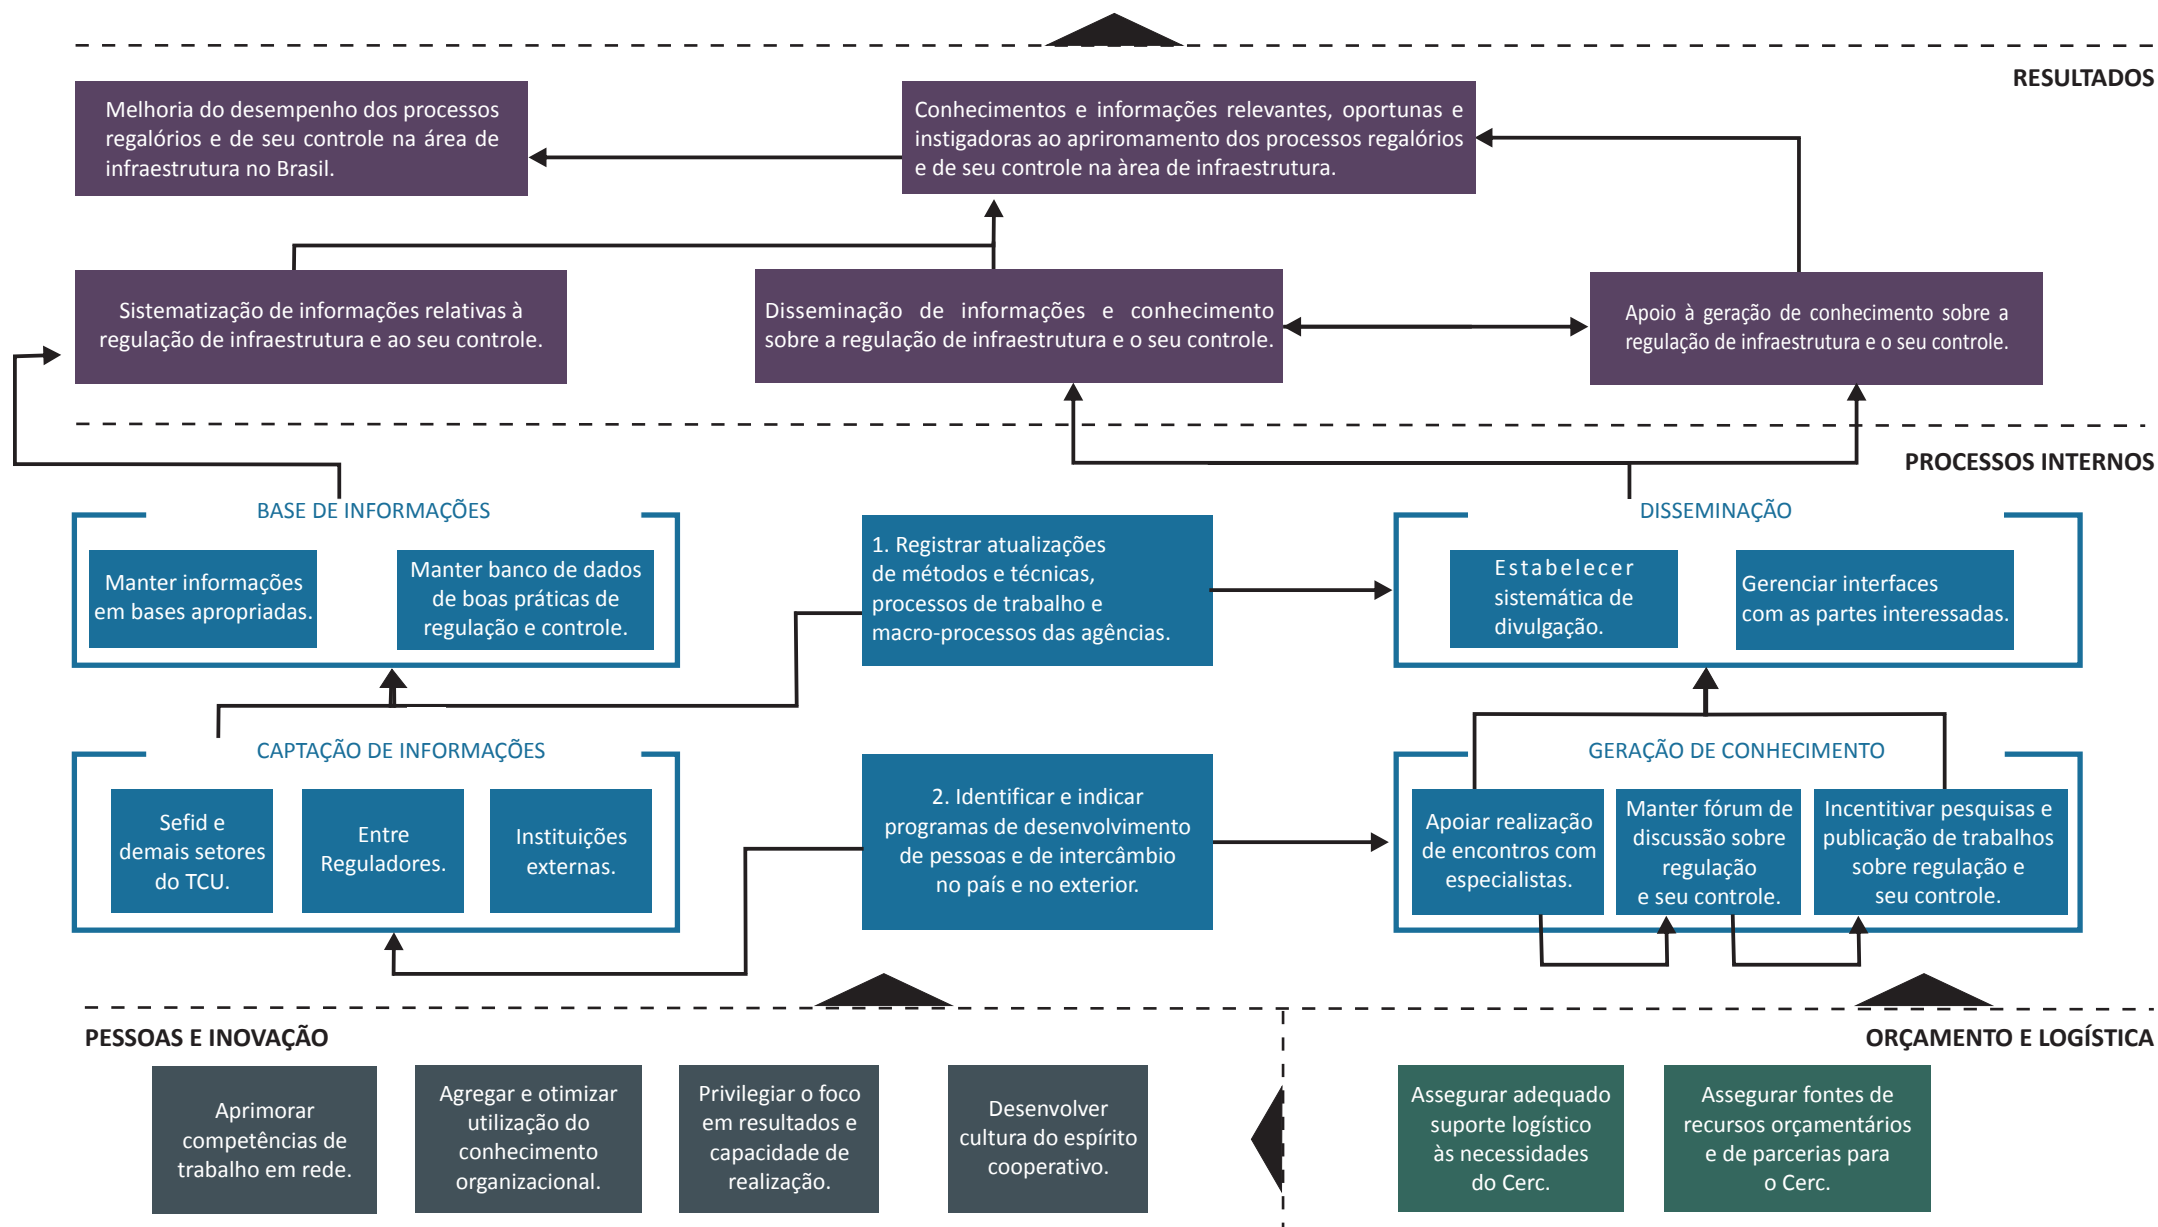 RESULTADOS
Melhoria do desempenho dos processos
regalórios e de seu controle na área de
infraestrutura no Brasil.
Conhecimentos e informações relevantes, oportunas e
instigadoras ao apriromamento dos processos regalórios
e de seu controle na àrea de infraestrutura.
Sistematização de informações relativas à
regulação de infraestrutura e ao seu controle.
Disseminação de informações e conhecimento
sobre a regulação de infraestrutura e o seu controle.
Apoio à geração de conhecimento sobre a
regulação de infraestrutura e o seu controle.
PROCESSOS INTERNOS
BASE DE INFORMAÇÕES
Manter informações
em bases apropriadas.
Manter banco de dados
de boas práticas de
regulação e controle.
1. Registrar atualizações
de métodos e técnicas,
processos de trabalho e
macro-processos das agências.
DISSEMINAÇÃO
Estabelecer
sistemática de
divulgação.
Gerenciar interfaces
com as partes interessadas.
CAPTAÇÃO DE INFORMAÇÕES
Sefid e
demais setores
do TCU.
Entre
Reguladores.
Instituições
externas.
2. Identificar e indicar
programas de desenvolvimento
de pessoas e de intercâmbio
no país e no exterior.
GERAÇÃO DE CONHECIMENTO
Apoiar realização
de encontros com
especialistas.
Manter fórum de
discussão sobre
regulação
e seu controle.
Incentitivar pesquisas e
publicação de trabalhos
sobre regulação e
seu controle.
PESSOAS E INOVAÇÃO
Aprimorar
competências de
trabalho em rede.
Agregar e otimizar
utilização do
conhecimento
organizacional.
Privilegiar o foco
em resultados e
capacidade de
realização.
Desenvolver
cultura do espírito
cooperativo.
ORÇAMENTO E LOGÍSTICA
Assegurar adequado
suporte logístico
às necessidades
do Cerc.
Assegurar fontes de
recursos orçamentários
e de parcerias para
o Cerc.